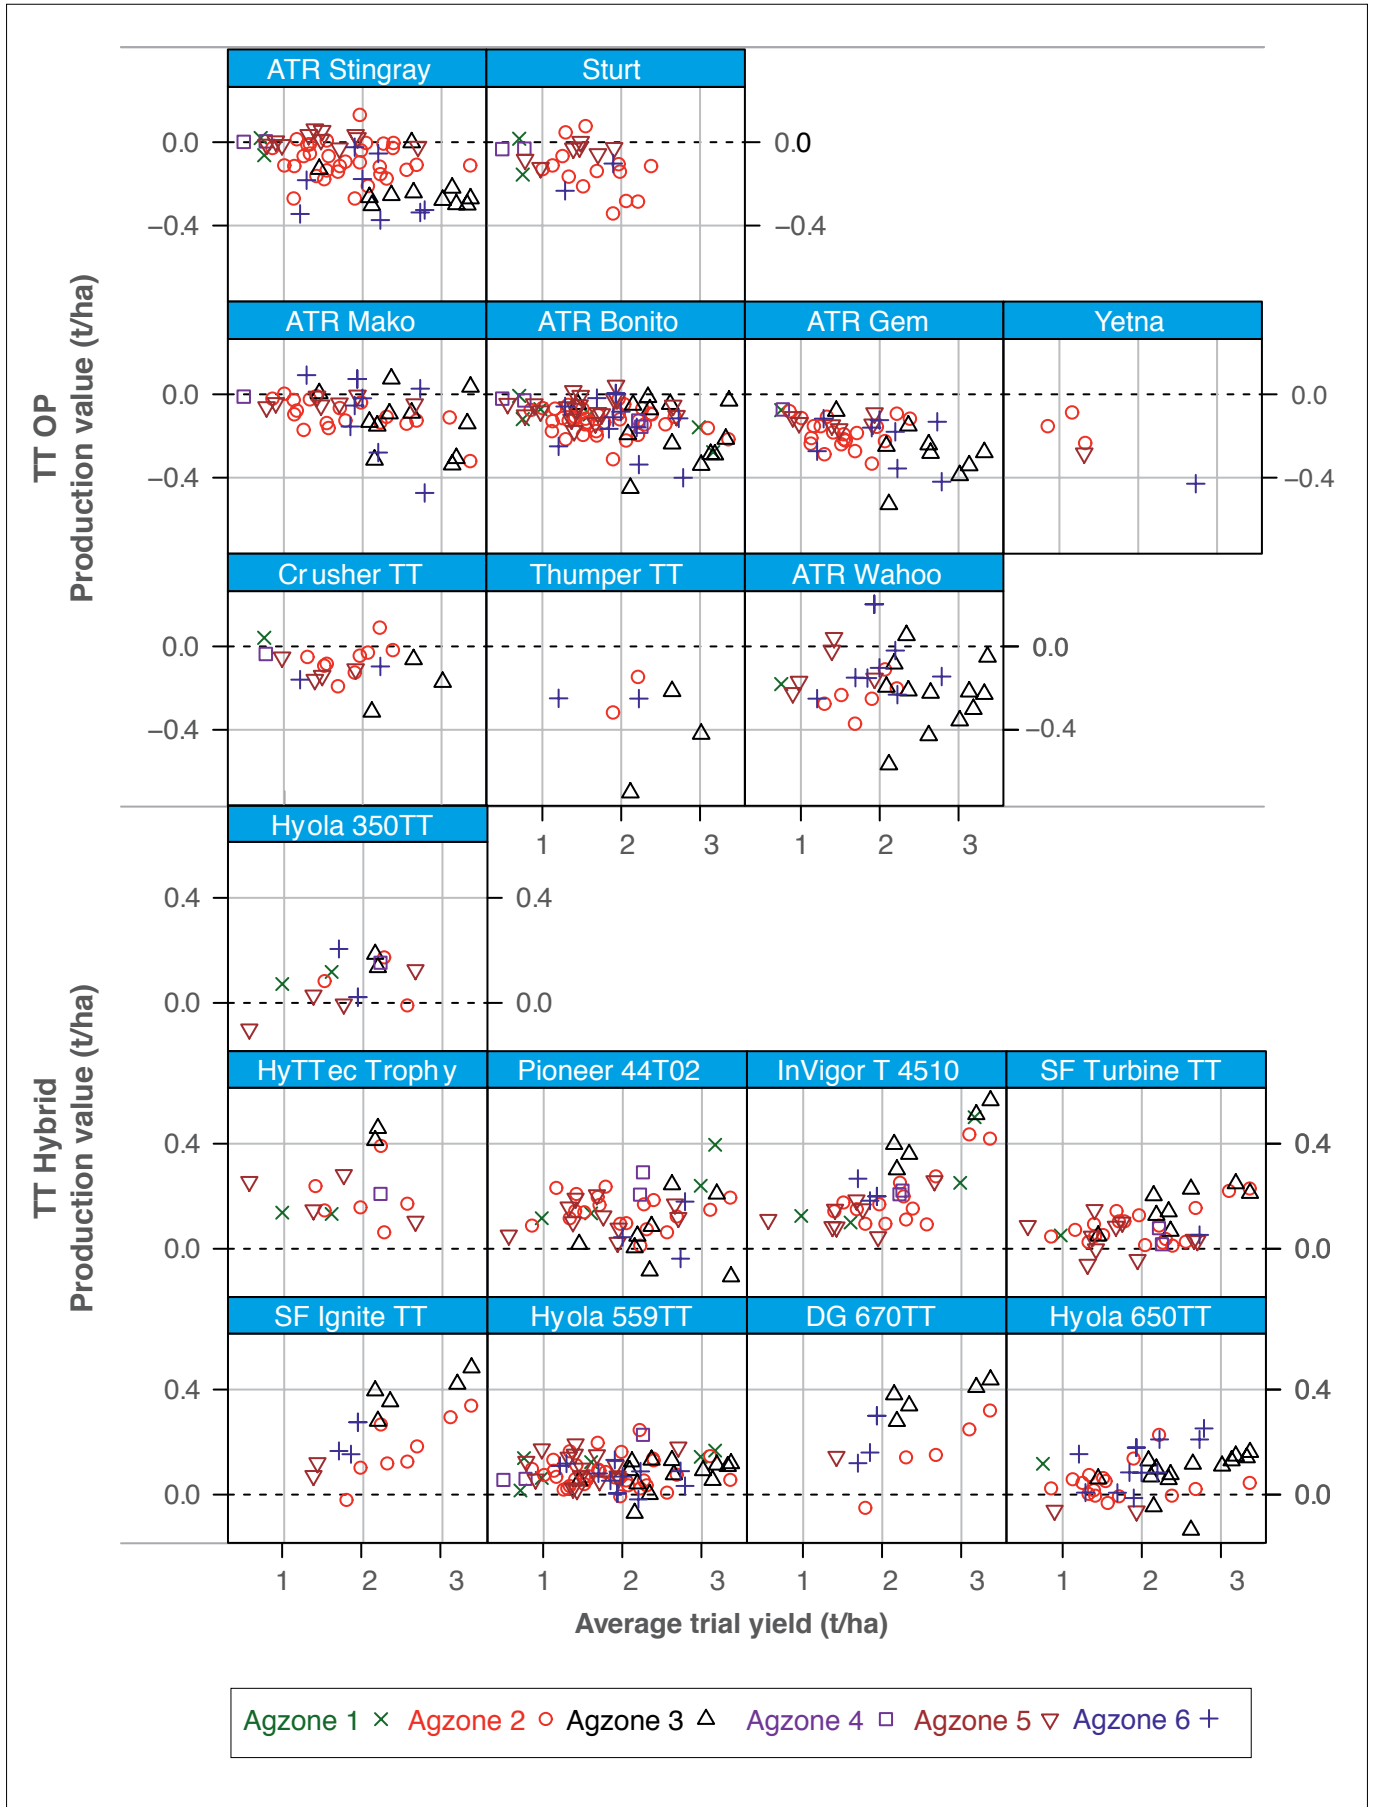 ATR Stingray Sturt
0.0 0.0
−0.4 −0.4
TT OP
Production value (t/ha)
ATR Mako ATR Bonito ATR Gem Yetna
0.0 0.0
−0.4 −0.4
Crusher TT Thumper TT ATR Wahoo
0.0 0.0
−0.4 −0.4
1 2 3 1 2 3
Hyola 350TT
0.4 0.4
0.0 0.0
TT Hybrid
Production value (t/ha)
HyTTec Trophy Pioneer 44T02 InVigor T 4510 SF Turbine TT
0.4 0.4
0.0 0.0
SF Ignite TT Hyola 559TT DG 670TT Hyola 650TT
0.4 0.4
0.0 0.0
1 2 3 1 2 3 1 2 3 1 2 3
Average trial yield (t/ha)
Agzone 1 Agzone 2 Agzone 3 Agzone 4 Agzone 5 Agzone 6